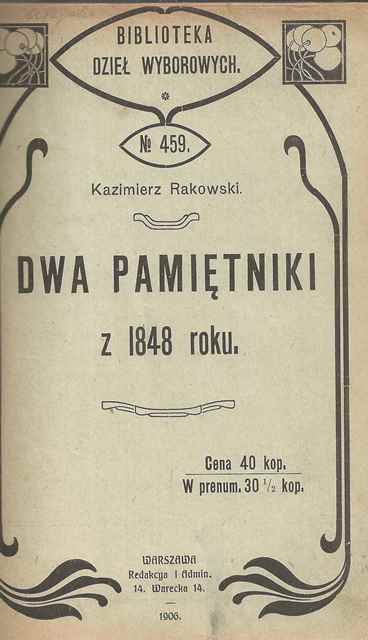 BIBLIOTEKA
DZIEŁ WYBOROWYCH.
№ 459.
Kazimierz Rakowski.
DWA PAMIĘTNIKI
z 1848 roku.
Cena 40 kop.
W prenum. 30 ½ kop.
WARSZAWA
Redakcya i Admin.
14. Warecka 14.
1906.